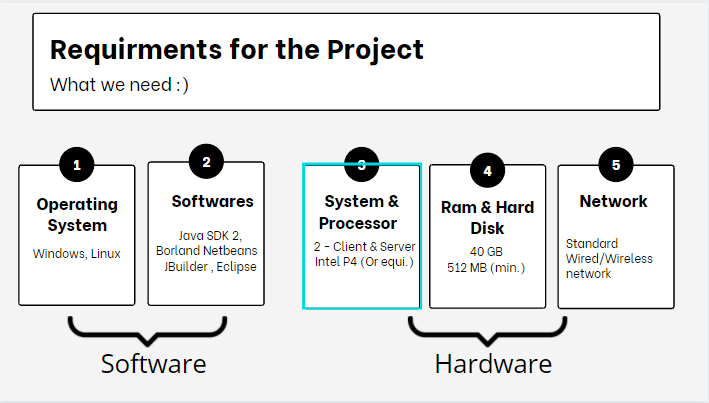 Requirments for the Project
What we need :)
1
Operating
System
Windows, Linux
2
Softwares
Java SDK 2,
Borland Netbeans
JBuilder , Eclipse
3
System &
Processor
2 - Client & Server
Intel P4 (Or equi.)
4
Ram & Hard
Disk
40 GB
512 MB (min.)
5
Network
Standard
Wired/Wireless
network
Software
Hardware